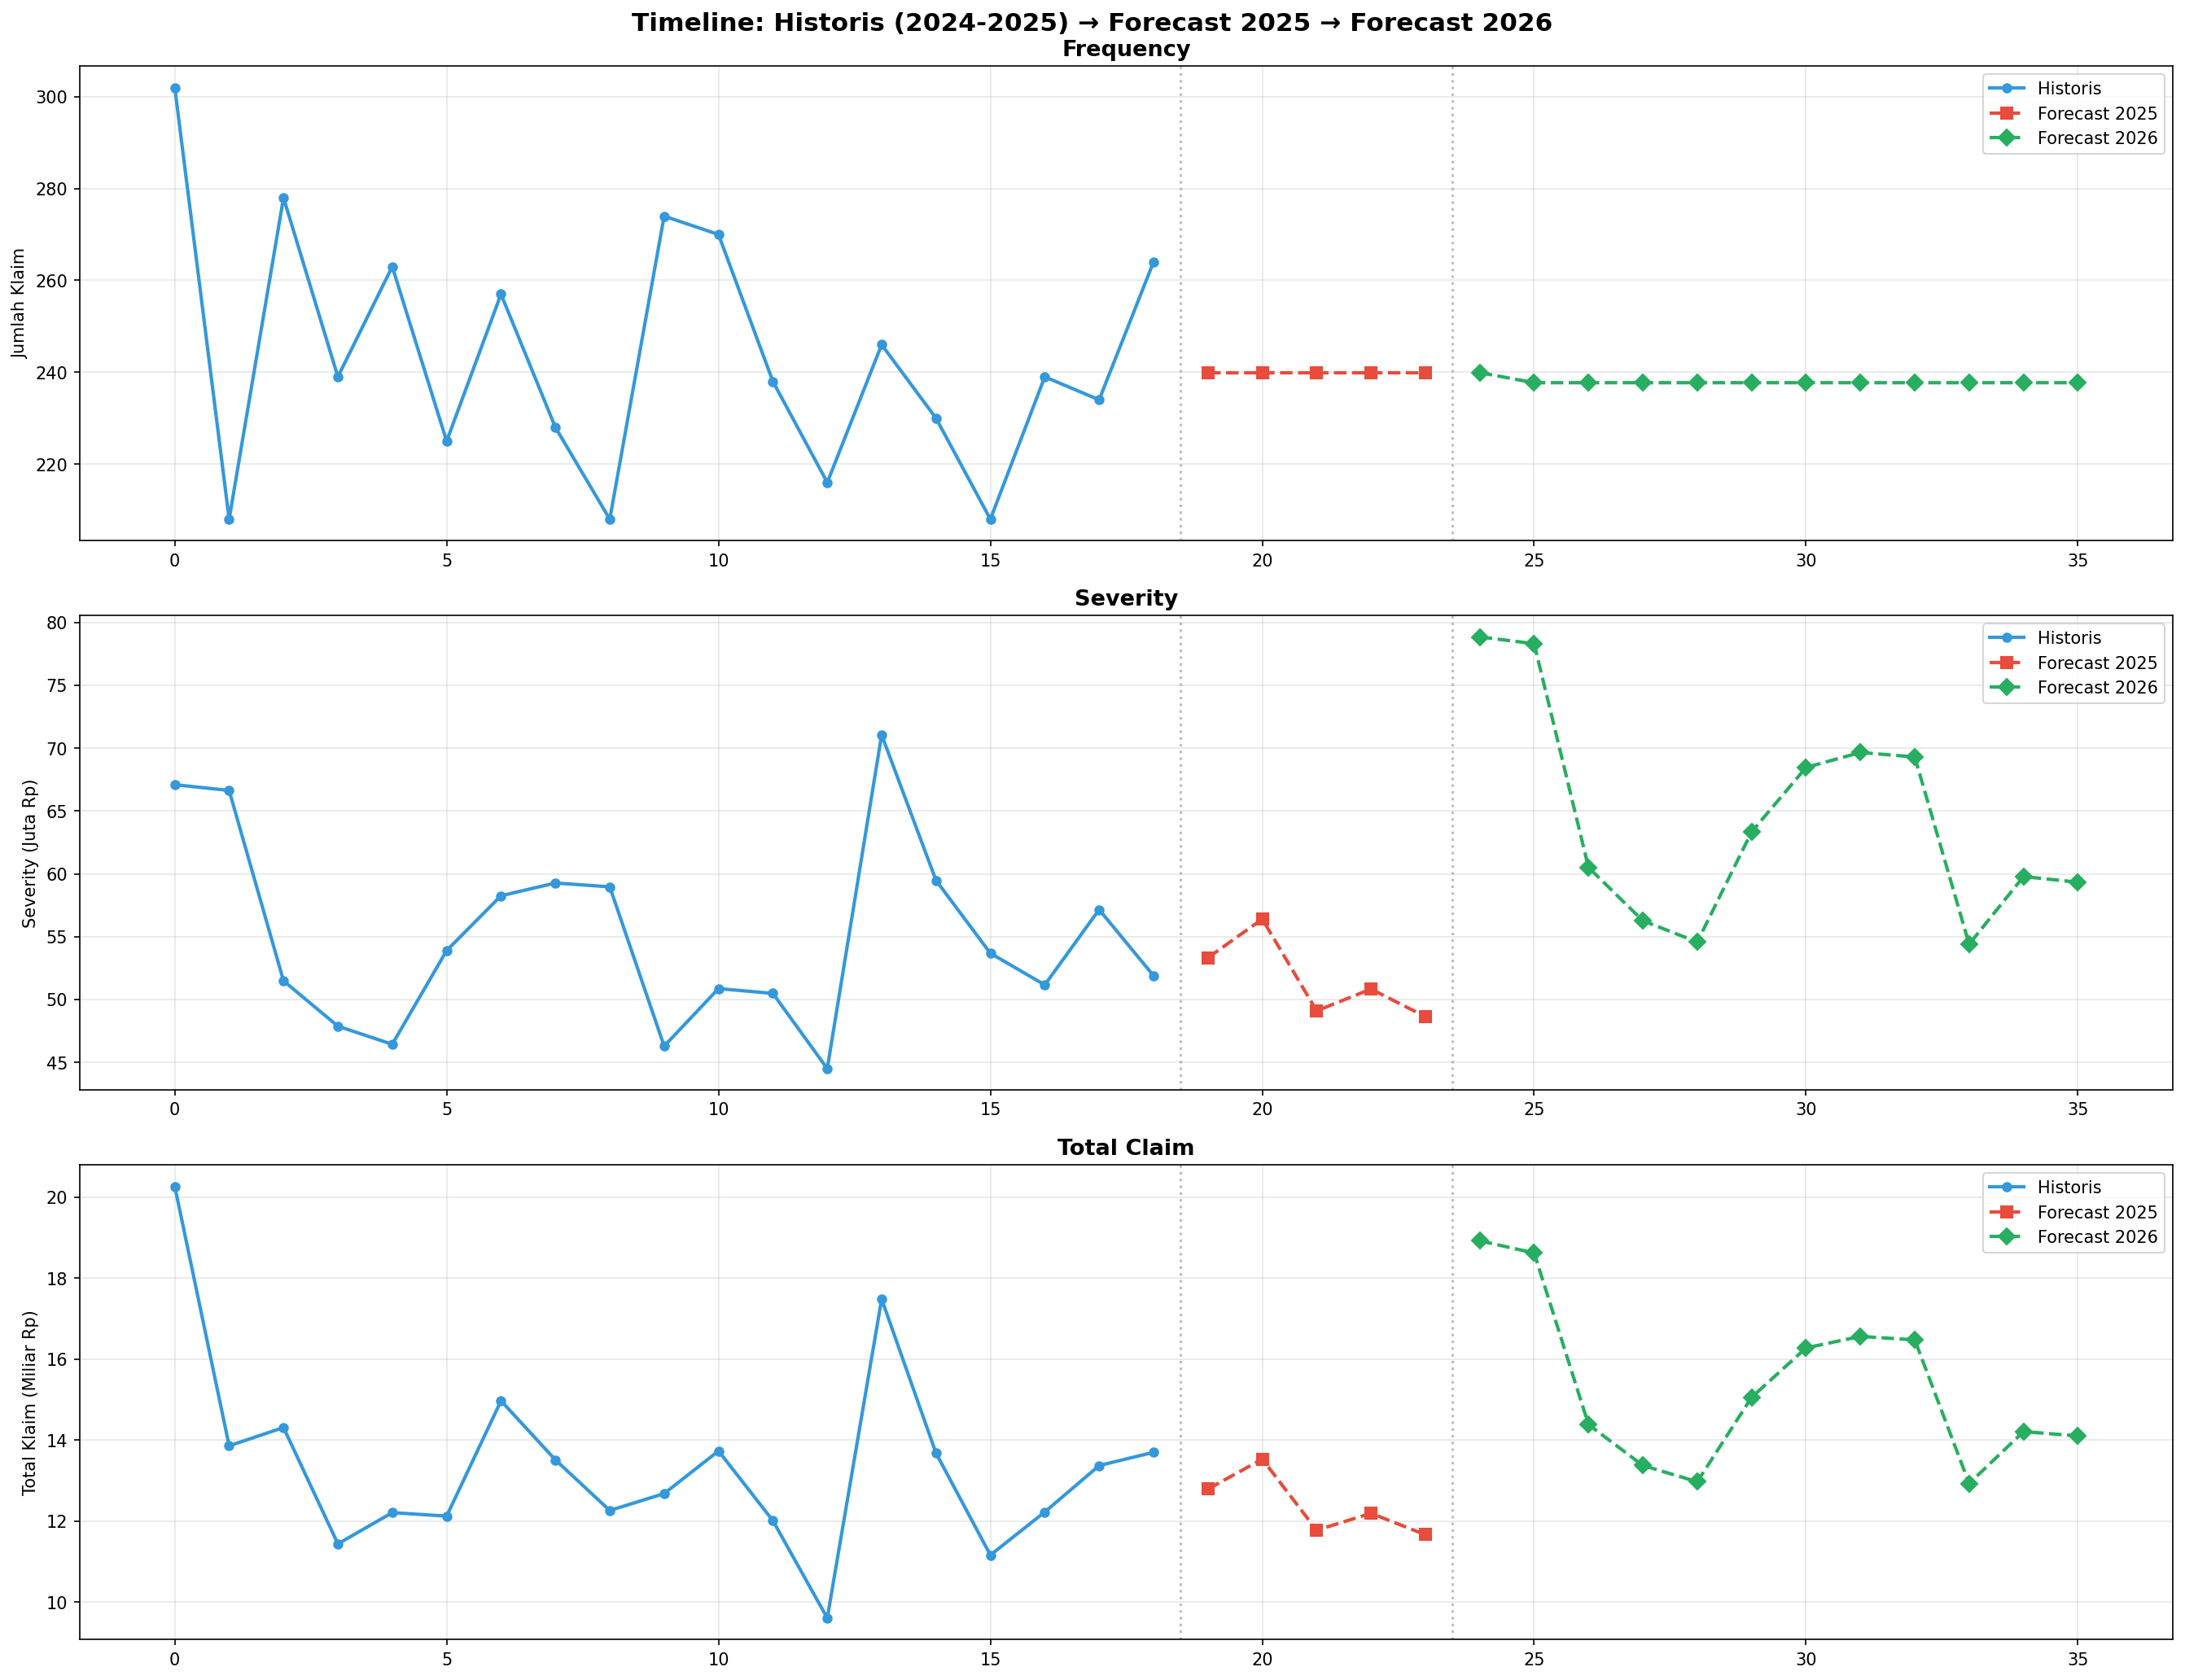 Timeline: Historis (2024-2025) → Forecast 2025 → Forecast 2026
Frequency
Jumlah Klaim
300
280
260
240
220
0 5 10 15 20 25 30 35
Historis
Forecast 2025
Forecast 2026
Severity
Severity (Juta Rp)
80
75
70
65
60
55
50
45
0 5 10 15 20 25 30 35
Historis
Forecast 2025
Forecast 2026
Total Claim
Total Klaim (Miliar Rp)
20
18
16
14
12
10
0 5 10 15 20 25 30 35
Historis
Forecast 2025
Forecast 2026